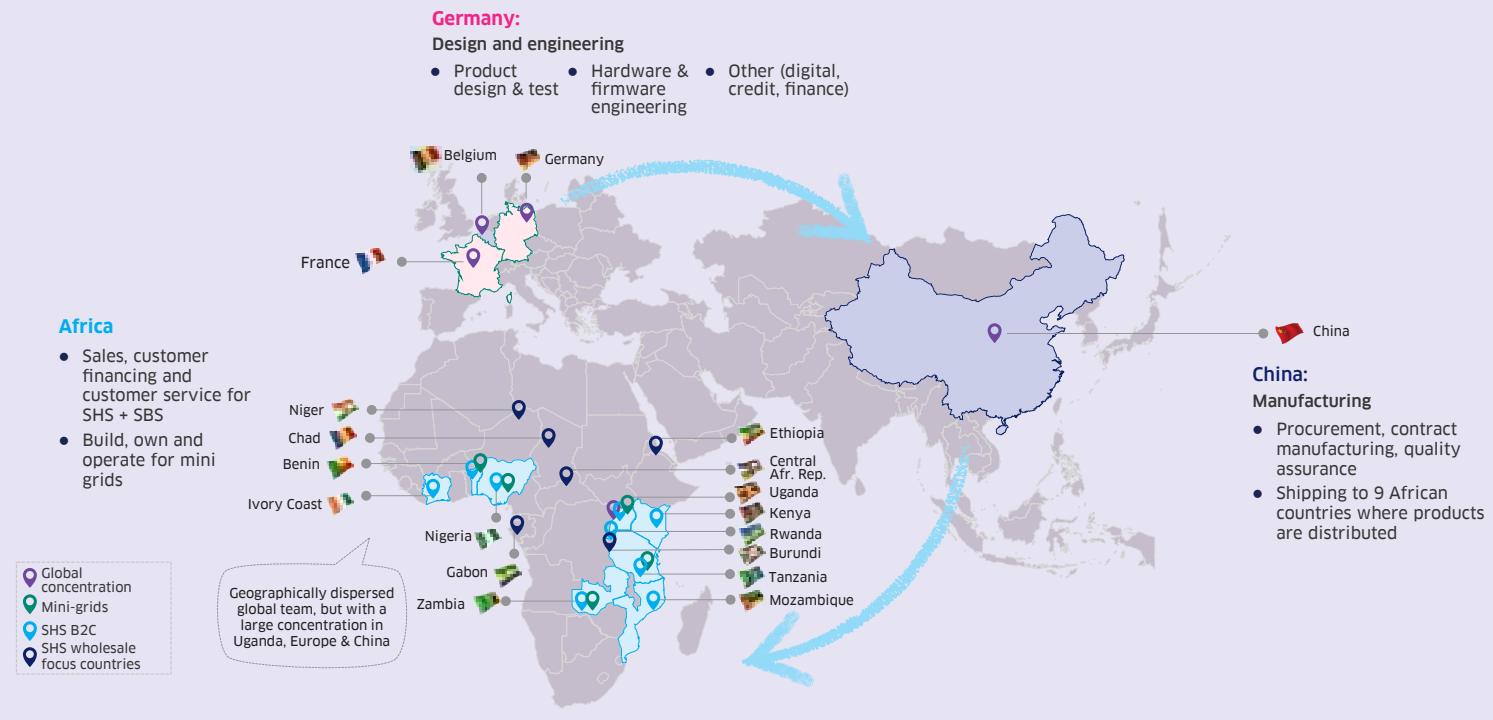 Germany:
Design and engineering
● Product
design & test
● Hardware &
firmware
engineering
● Other (digital,
credit, finance)
Belgium
Germany
France
Africa
● Sales, customer
financing and
customer service for
SHS + SBS
● Build, own and
operate for mini
grids
China
China:
Manufacturing
● Procurement, contract
manufacturing, quality
assurance
● Shipping to 9 African
countries where products
are distributed
Niger
Chad
Benin
Ivory Coast
Nigeria
Gabon
Zambia
Ethiopia
Central
Afr. Rep.
Uganda
Kenya
Rwanda
Burundi
Tanzania
Mozambique
Global
concentration
Mini-grids
SHS B2C
SHS wholesale
focus countries
Geographically dispersed
global team, but with a
large concentration in
Uganda, Europe & China